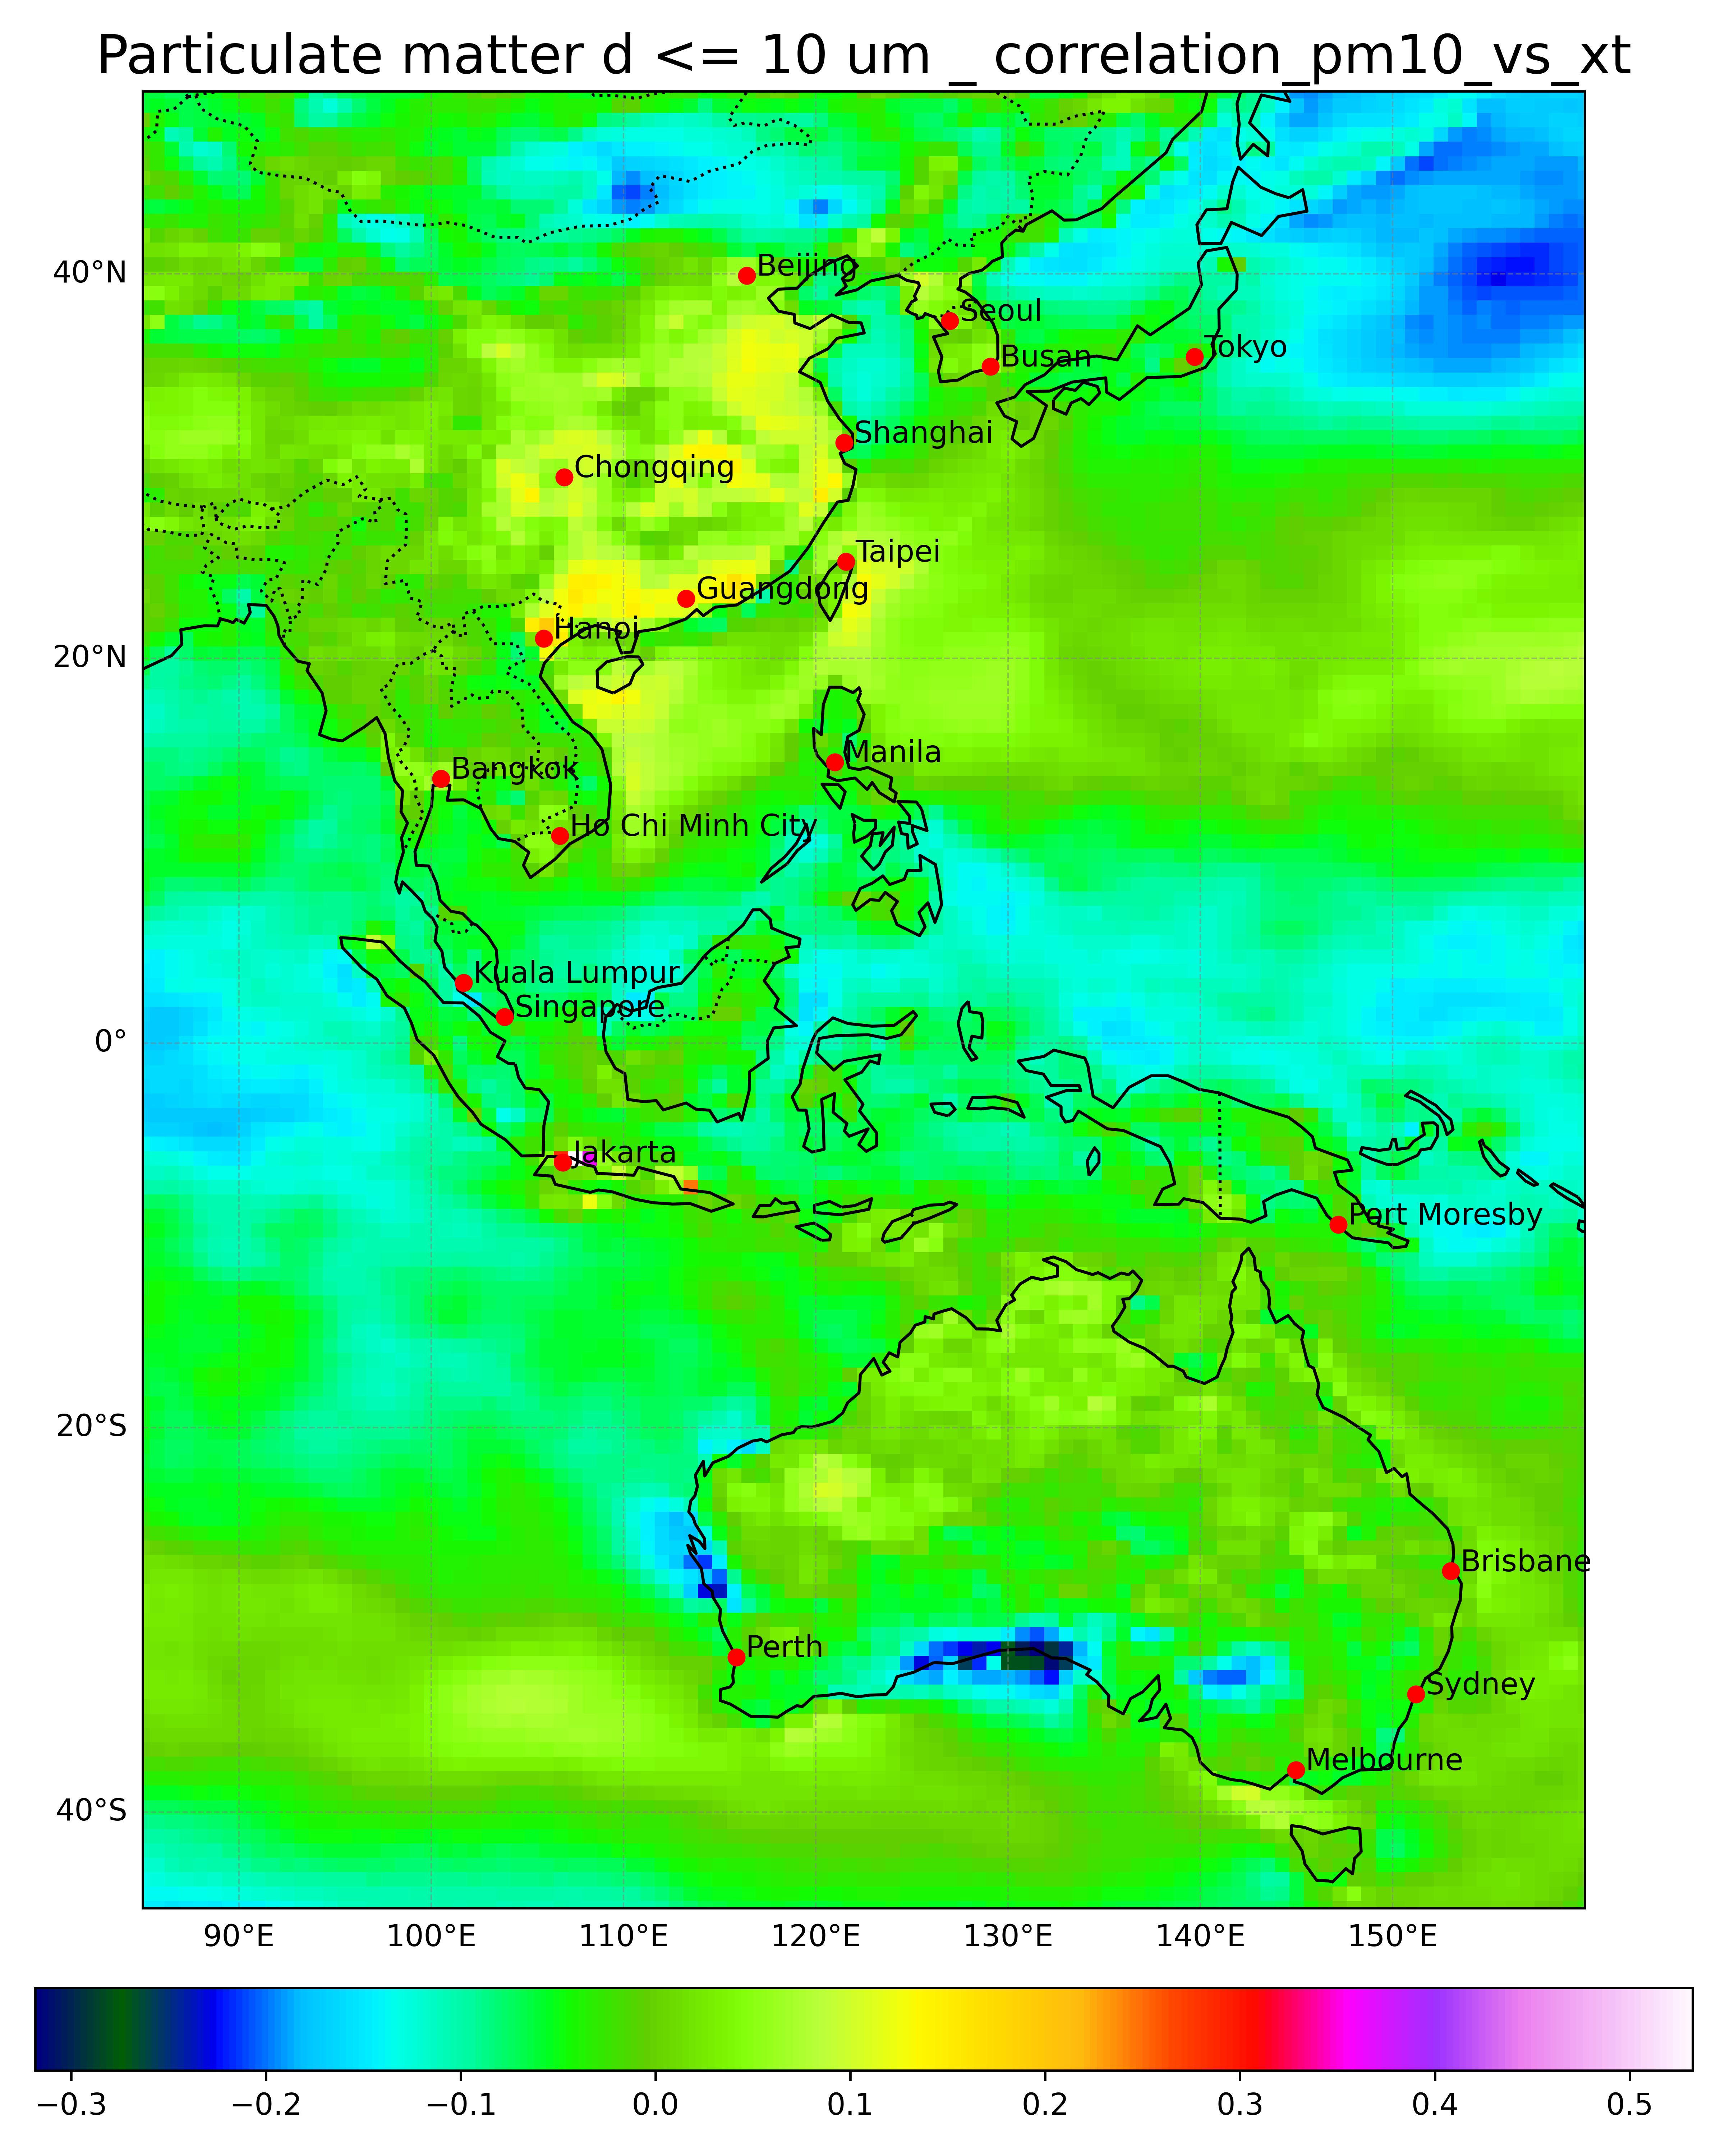 Particulate matter d <= 10 um _ correlation_pm10_vs_xt
40°N
20°N
0°
20°S
40°S
Beijing
Seoul
Tokyo
Busan
Shanghai
Chongqing
Taipei
Guangdong
Hanoi
Manila
Bangkok
Ho Chi Minh City
Kuala Lumpur
Singapore
Jakarta
Port Moresby
Brisbane
Perth
Sydney
Melbourne
90°E 100°E 110°E 120°E 130°E 140°E 150°E
−0.3 −0.2 −0.1 0.0 0.1 0.2 0.3 0.4 0.5